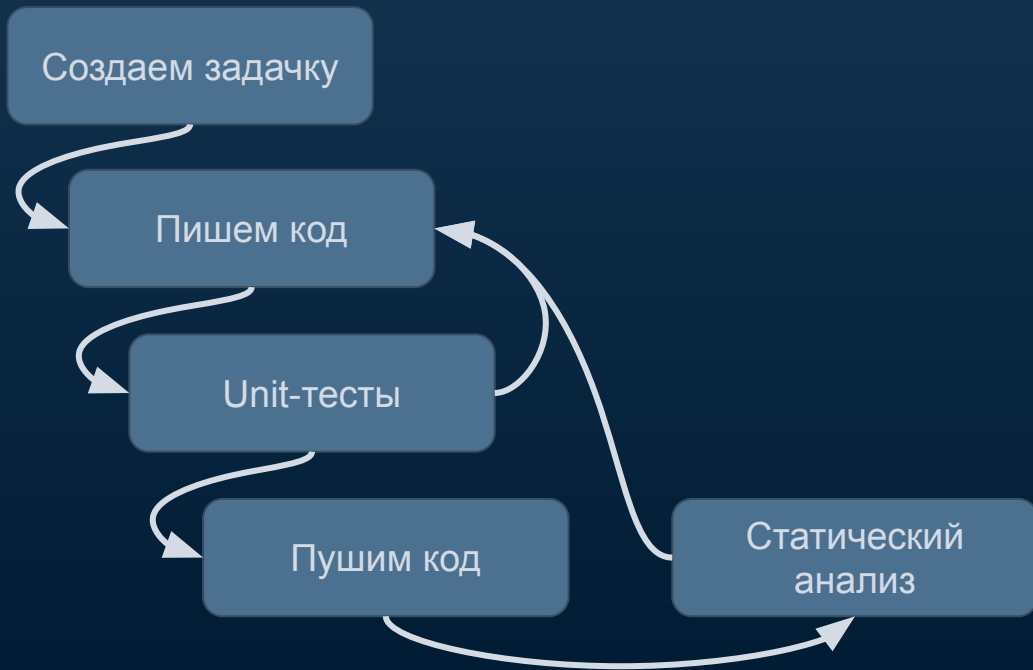 Создаем задачку
Пишем код
Unit-тесты
Пушим код
Статический
анализ